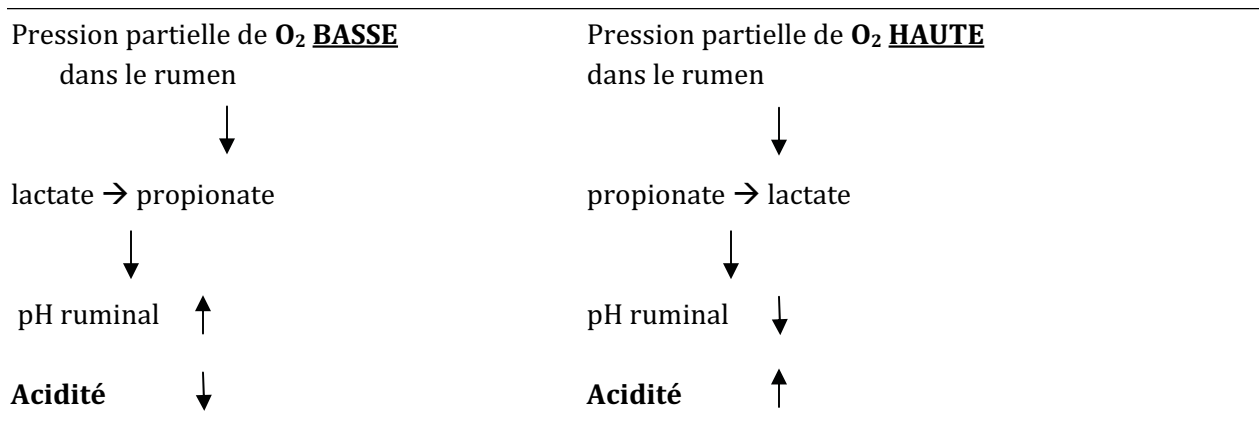 Pression partielle de O₂ BASSE
dans le rumen
lactate → propionate
pH ruminal ↑
Acidité ↓
Pression partielle de O₂ HAUTE
dans le rumen
propionate → lactate
pH ruminal ↓
Acidité ↑